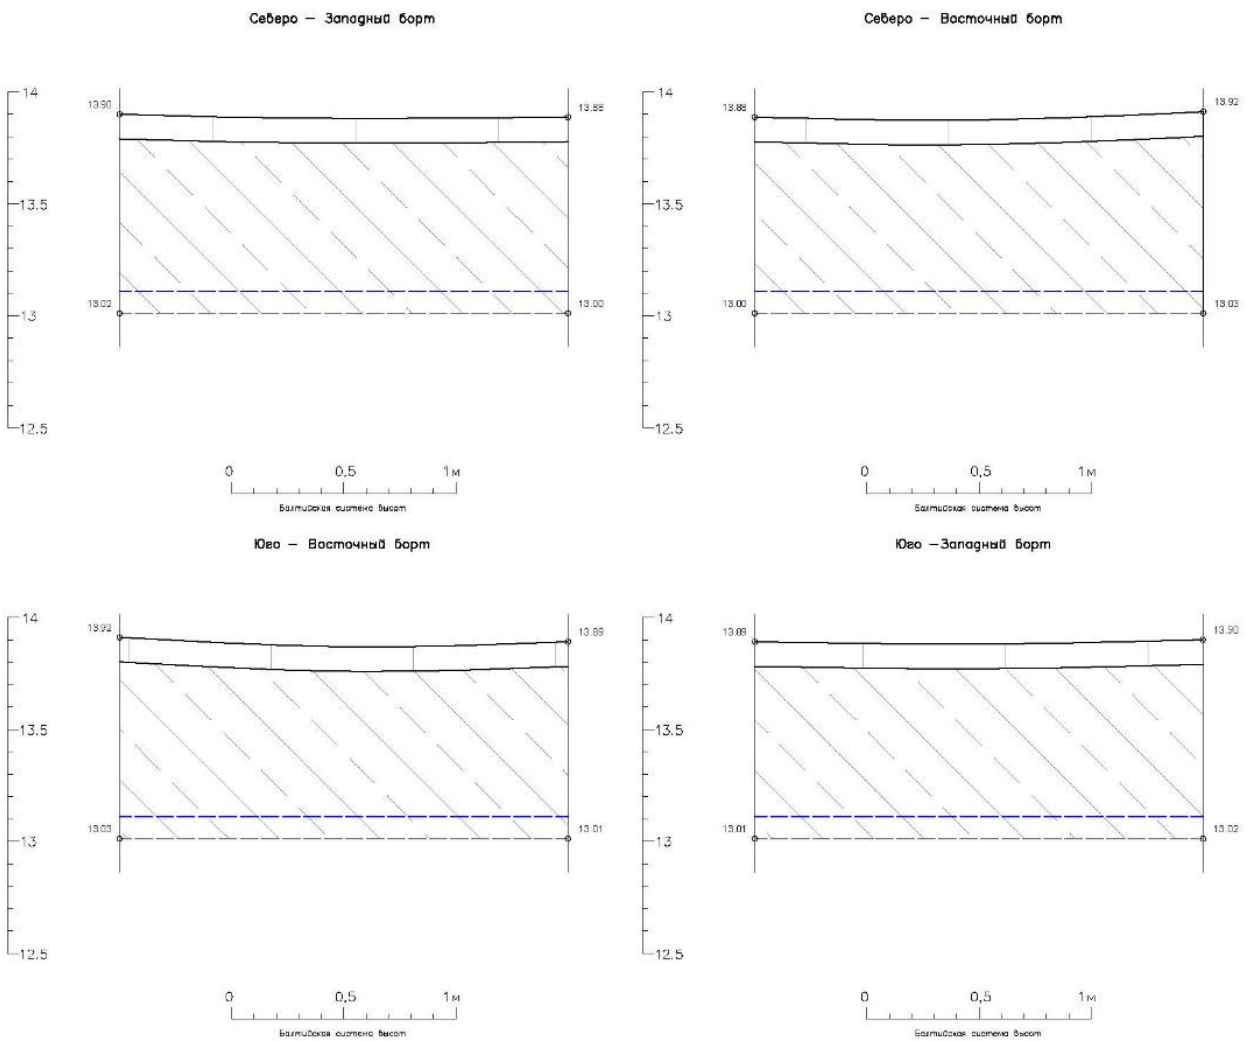 Северо – Западный борт
Северо – Восточный борт
14
13.90
13.88
13.5
13.02
13.00
13
12.5
0 0,5 1м
Балтийская система высот
14
13.88
13.92
13.5
13.00
13.03
13
12.5
0 0,5 1м
Балтийская система высот
Юго – Восточный борт
Юго –Западный борт
14
13.92
13.89
13.5
13.03
13.01
13
12.5
0 0,5 1м
Балтийская система высот
14
13.89
13.90
13.5
13.01
13.02
13
12.5
0 0,5 1м
Балтийская система высот